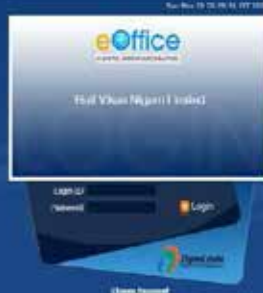 eOffice
Rail Vikas Nigam Limited
Login ID
Password
Login
Digital India
Change Password